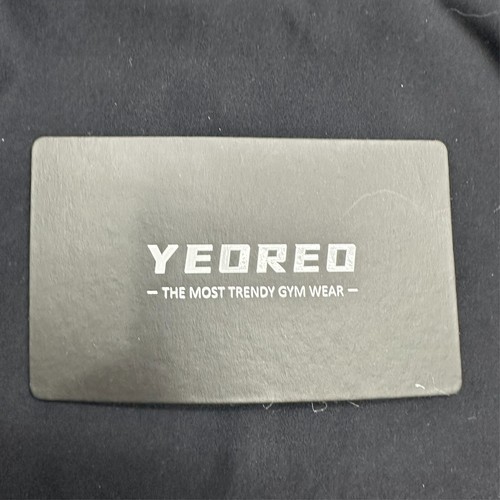 YEOREO
– THE MOST TRENDY GYM WEAR –